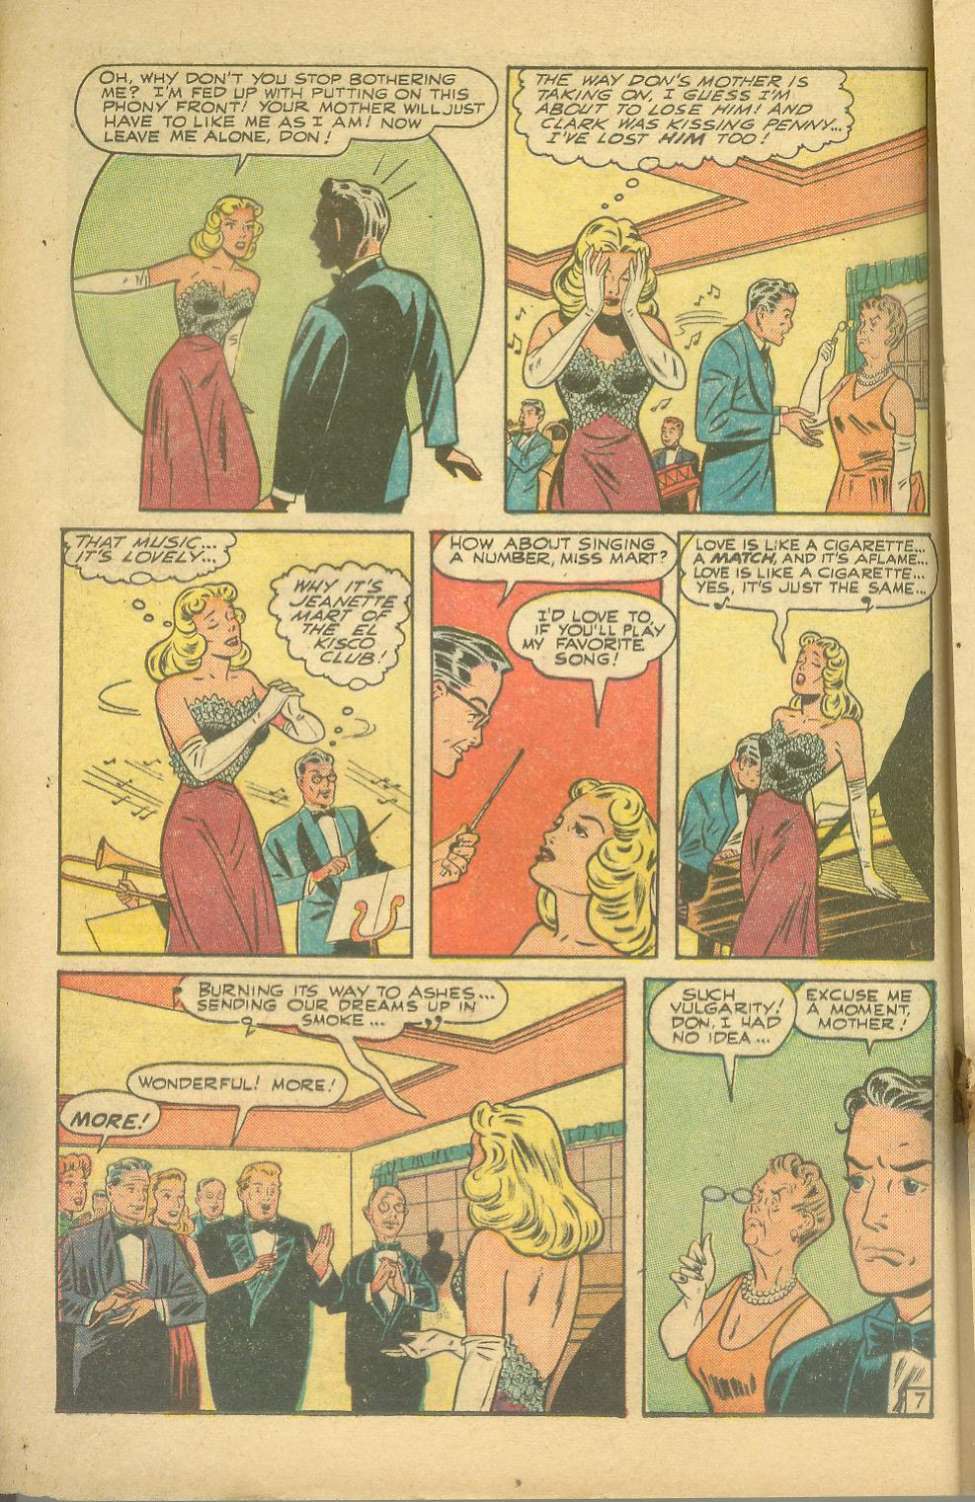 OH, WHY DON'T YOU STOP BOTHERING
ME? I'M FED UP WITH PUTTING ON THIS
PHONY FRONT! YOUR MOTHER WILL JUST
HAVE TO LIKE ME AS I AM! NOW
LEAVE ME ALONE, DON!
THE WAY DON'S MOTHER IS
TAKING ON, I GUESS I'M
ABOUT TO LOSE HIM! AND
CLARK WAS KISSING PENNY...
I'VE LOST HIM TOO!
THAT MUSIC...
IT'S LOVELY...
WHY IT'S
JEANETTE
MART OF
THE EL
KISCO
CLUB!
HOW ABOUT SINGING
A NUMBER, MISS MART?
I'D LOVE TO,
IF YOU'LL PLAY
MY FAVORITE
SONG!
LOVE IS LIKE A CIGARETTE...
A MATCH, AND IT'S AFLAME...
LOVE IS LIKE A CIGARETTE...
YES, IT'S JUST THE SAME...
BURNING ITS WAY TO ASHES...
SENDING OUR DREAMS UP IN
SMOKE...
WONDERFUL! MORE!
MORE!
SUCH
VULGARITY!
DON, I HAD
NO IDEA...
EXCUSE ME
A MOMENT,
MOTHER!
7